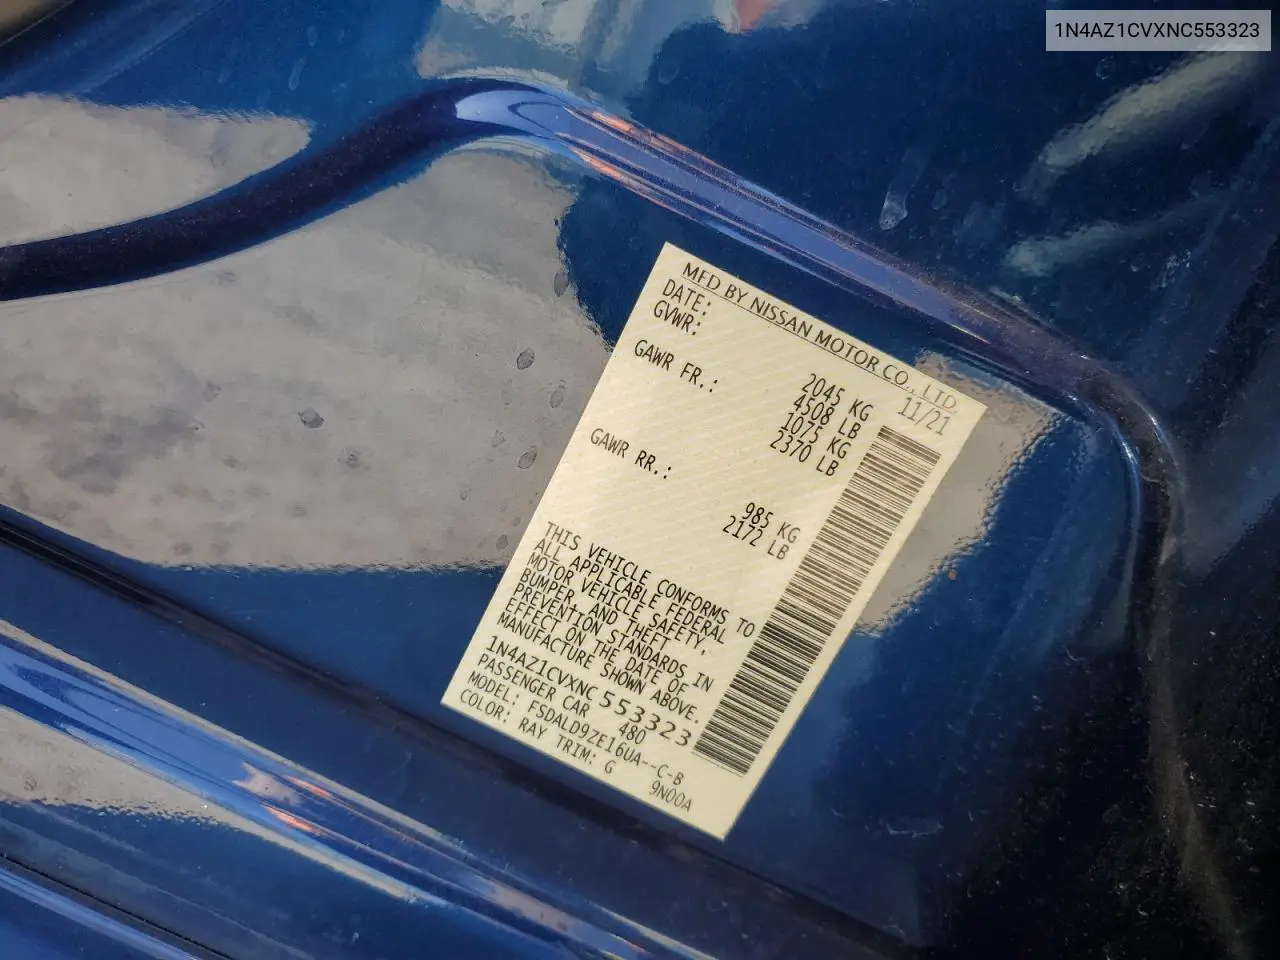 1N4AZ1CVXNC553323
MFD BY NISSAN MOTOR CO., LTD.
DATE: 11/21
GVWR: 2045 KG
4508 LB
GAWR FR.: 1075 KG
2370 LB
GAWR RR.: 985 KG
2172 LB
THIS VEHICLE CONFORMS TO
ALL APPLICABLE FEDERAL
MOTOR VEHICLE SAFETY,
BUMPER, AND THEFT
PREVENTION STANDARDS IN
EFFECT ON THE DATE OF
MANUFACTURE SHOWN ABOVE.
1N4AZ1CVXNC553323
PASSENGER CAR 480
MODEL: FSDALD9ZE16UA--C-B
COLOR: RAY TRIM: G 9N00A